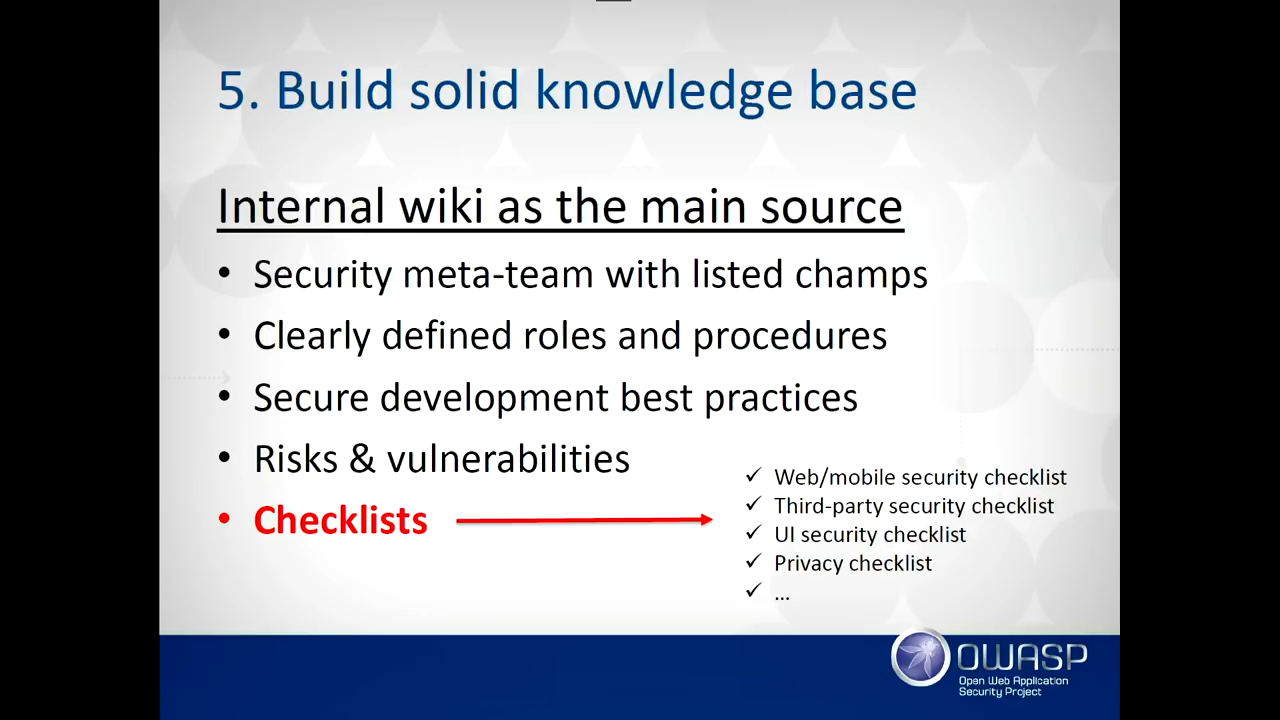 5. Build solid knowledge base
Internal wiki as the main source
• Security meta-team with listed champs
• Clearly defined roles and procedures
• Secure development best practices
• Risks & vulnerabilities
• Checklists
✓ Web/mobile security checklist
✓ Third-party security checklist
✓ UI security checklist
✓ Privacy checklist
✓ ...
OWASP
Open Web Application
Security Project